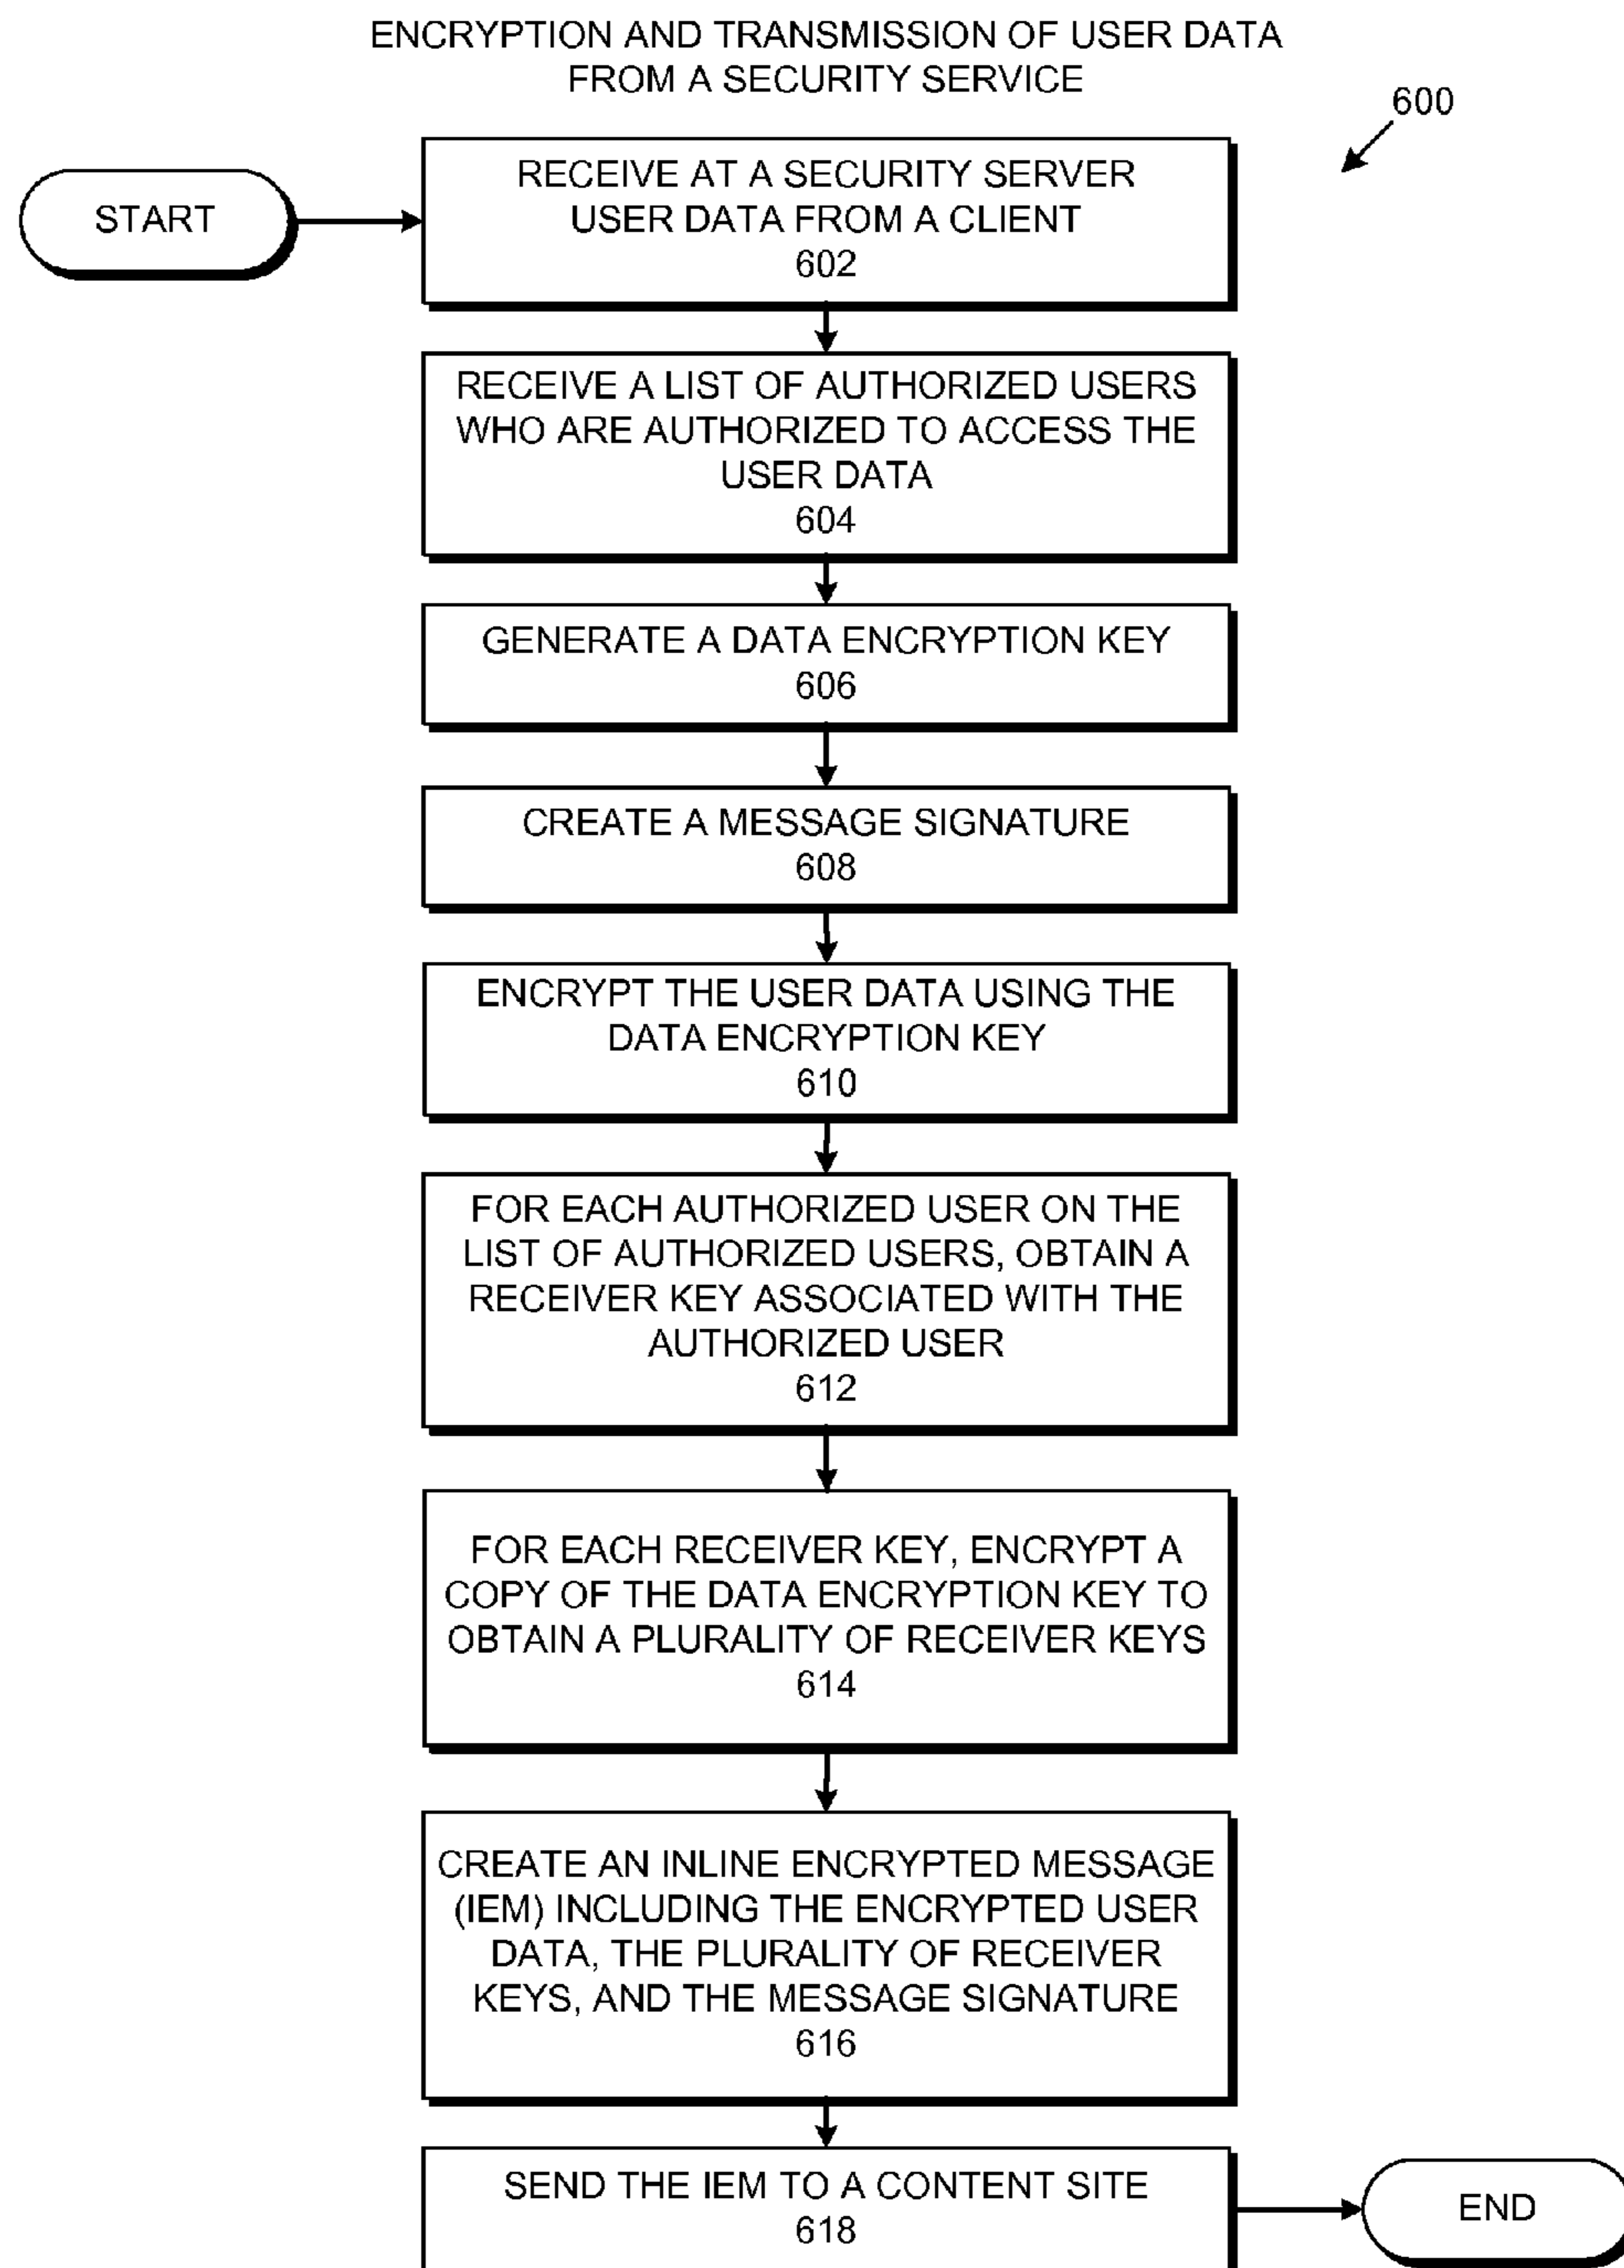 ENCRYPTION AND TRANSMISSION OF USER DATA
FROM A SECURITY SERVICE
600
START
RECEIVE AT A SECURITY SERVER
USER DATA FROM A CLIENT
602
RECEIVE A LIST OF AUTHORIZED USERS
WHO ARE AUTHORIZED TO ACCESS THE
USER DATA
604
GENERATE A DATA ENCRYPTION KEY
606
CREATE A MESSAGE SIGNATURE
608
ENCRYPT THE USER DATA USING THE
DATA ENCRYPTION KEY
610
FOR EACH AUTHORIZED USER ON THE
LIST OF AUTHORIZED USERS, OBTAIN A
RECEIVER KEY ASSOCIATED WITH THE
AUTHORIZED USER
612
FOR EACH RECEIVER KEY, ENCRYPT A
COPY OF THE DATA ENCRYPTION KEY TO
OBTAIN A PLURALITY OF RECEIVER KEYS
614
CREATE AN INLINE ENCRYPTED MESSAGE
(IEM) INCLUDING THE ENCRYPTED USER
DATA, THE PLURALITY OF RECEIVER
KEYS, AND THE MESSAGE SIGNATURE
616
SEND THE IEM TO A CONTENT SITE
618
END